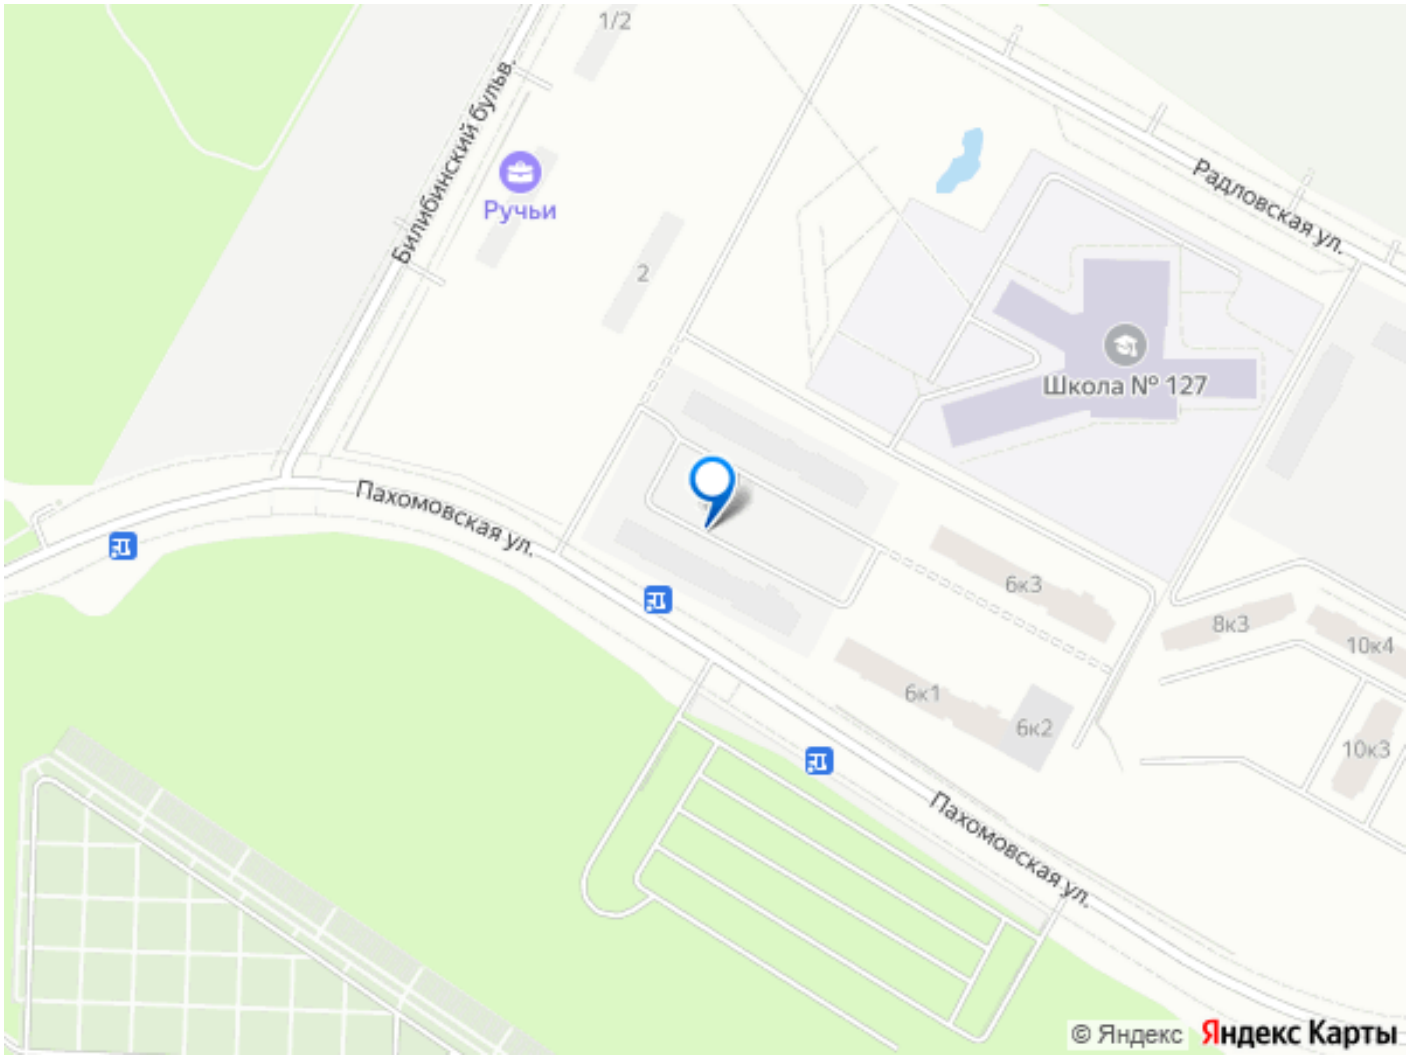 1/2
Билибинский бульв.
Ручьи
Радловская ул.
2
Школа № 127
Пахомовская ул.
6к3
8к3
10к4
6к1
6к2
10к3
Пахомовская ул.
© Яндекс Яндекс Карты